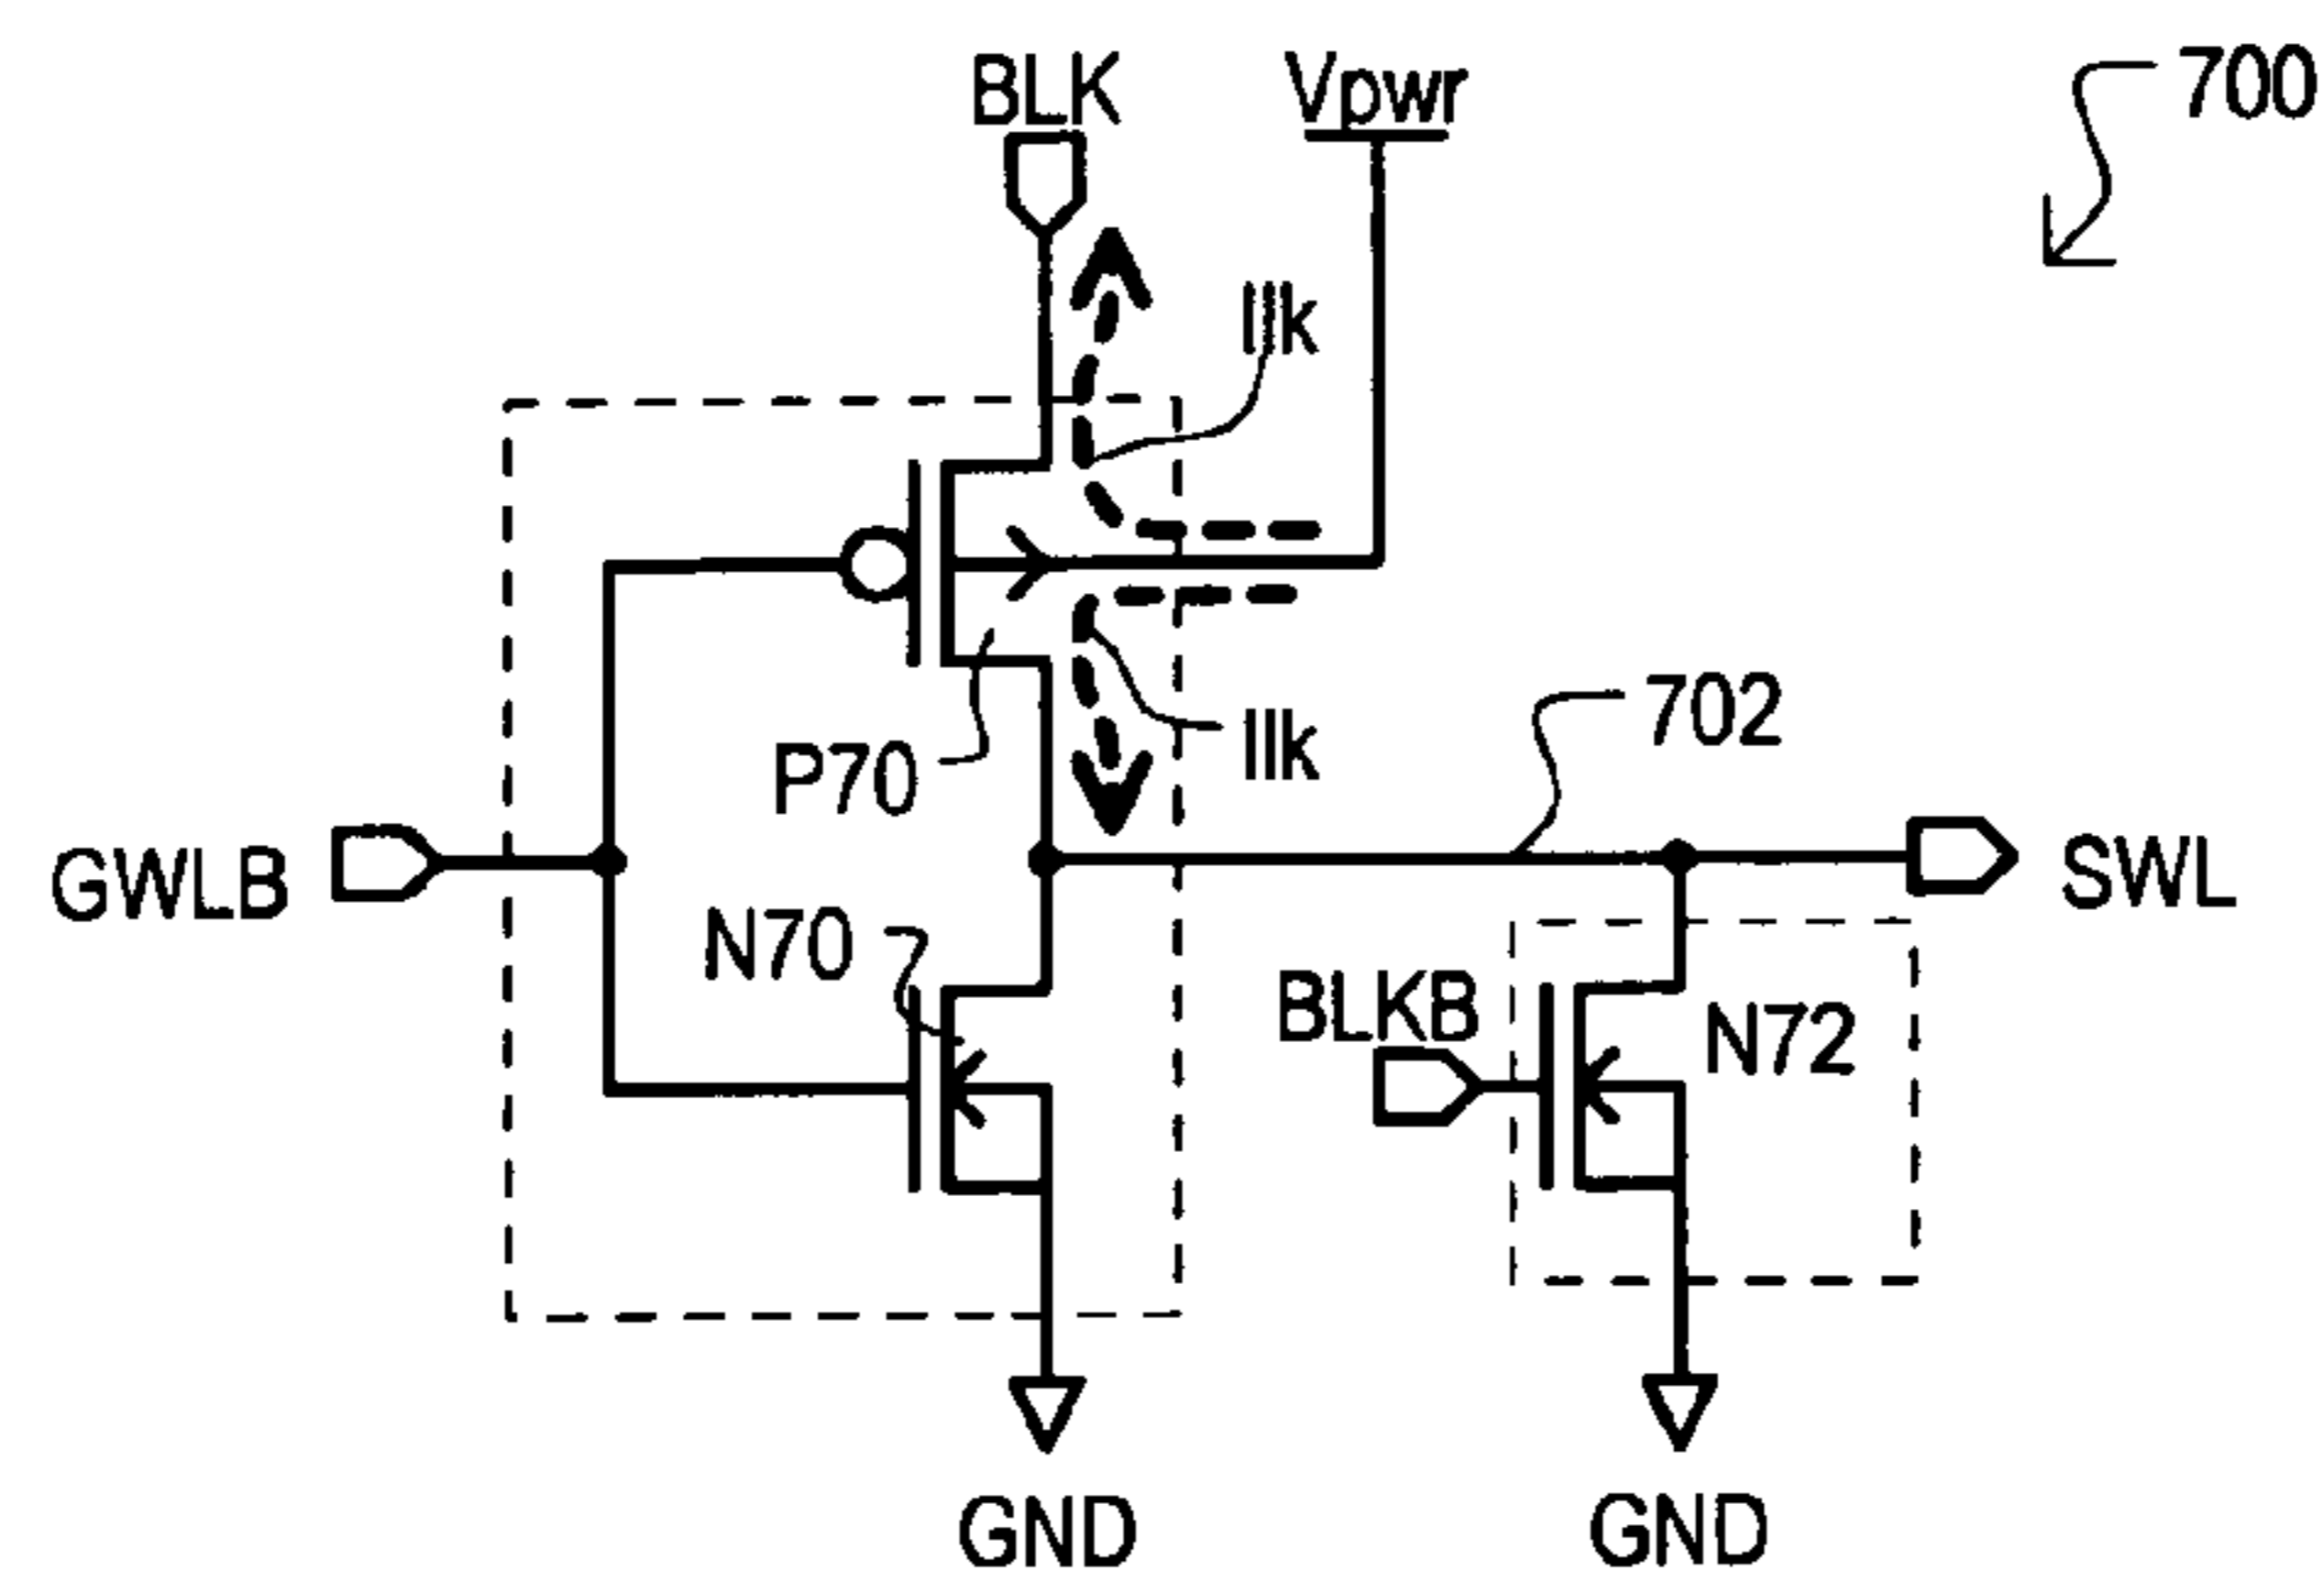 BLK
Vpwr
700
Ilk
702
P70
Ilk
GWLB
SWL
N70
BLKB
N72
GND
GND